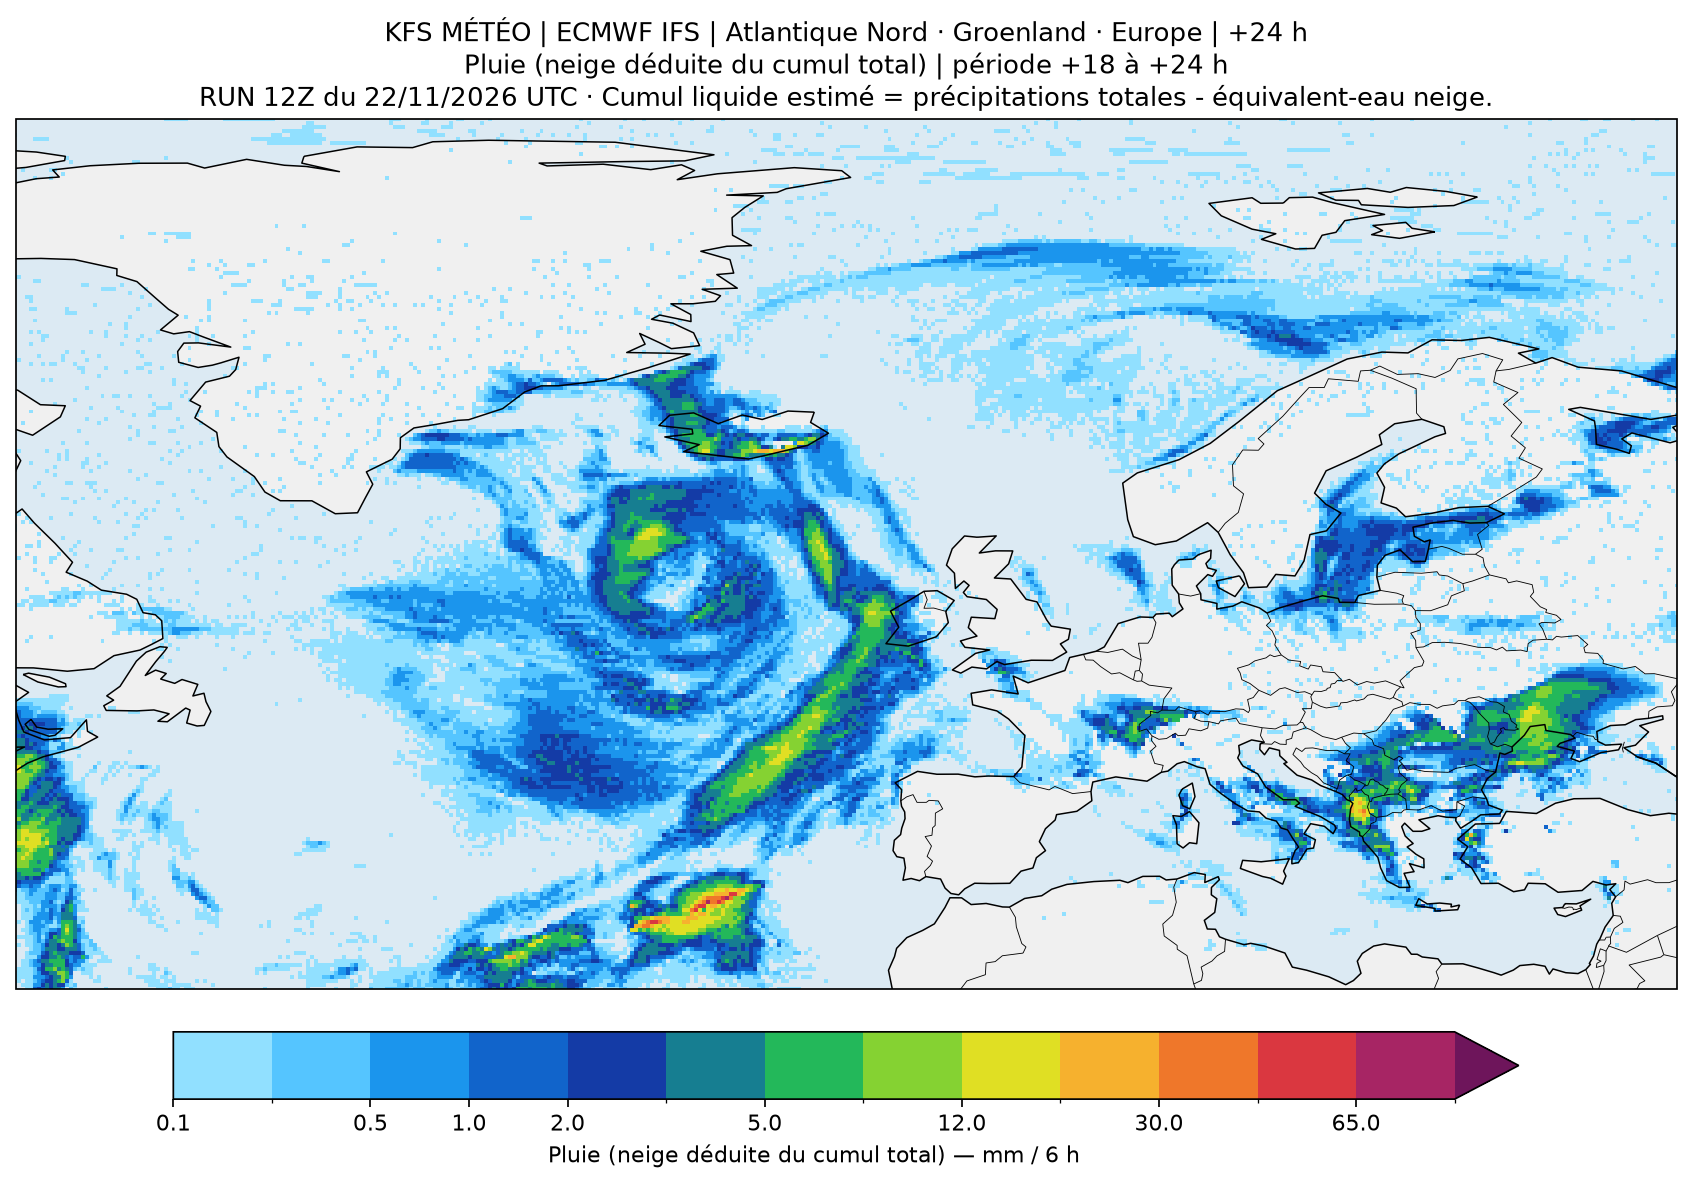 KFS MÉTÉO | ECMWF IFS | Atlantique Nord · Groenland · Europe | +24 h
Pluie (neige déduite du cumul total) | période +18 à +24 h
RUN 12Z du 22/11/2026 UTC · Cumul liquide estimé = précipitations totales - équivalent-eau neige.
0.1 0.5 1.0 2.0 5.0 12.0 30.0 65.0
Pluie (neige déduite du cumul total) — mm / 6 h